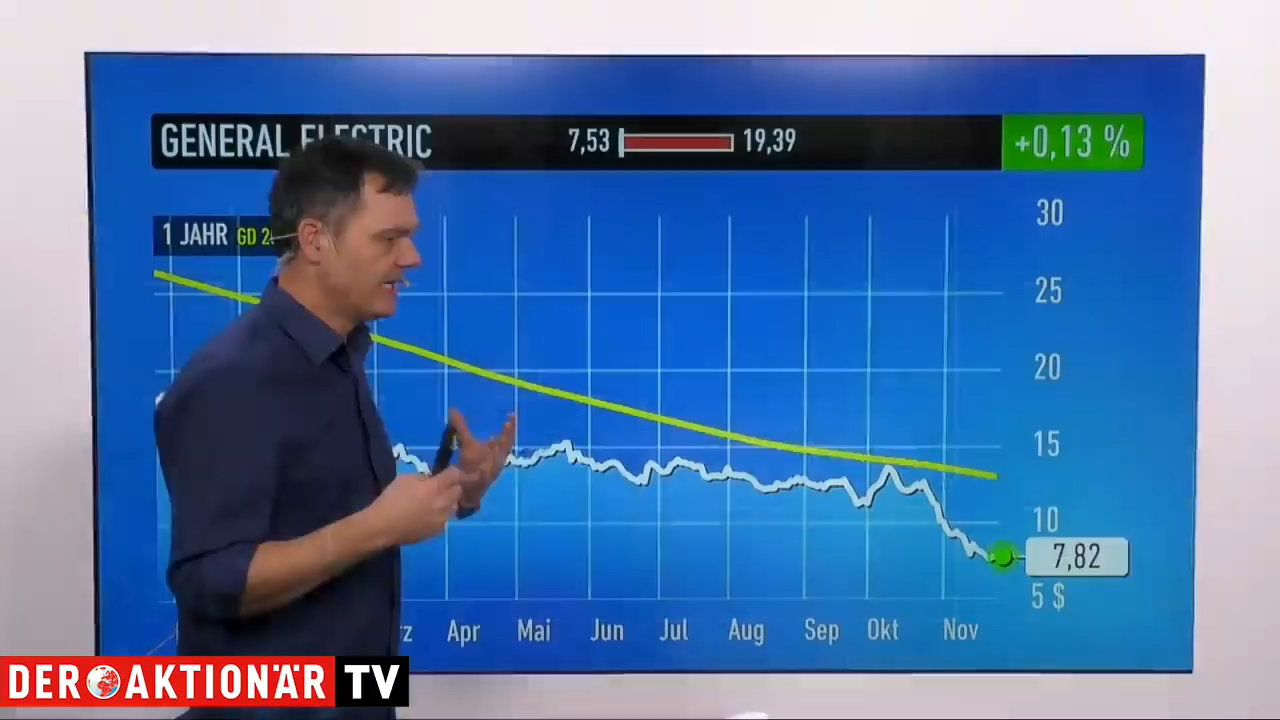 GENERAL ELECTRIC 7,53 19,39 +0,13 %
1 JAHR GD
30
25
20
15
10
7,82
5 $
Apr Mai Jun Jul Aug Sep Okt Nov
DER AKTIONÄR TV